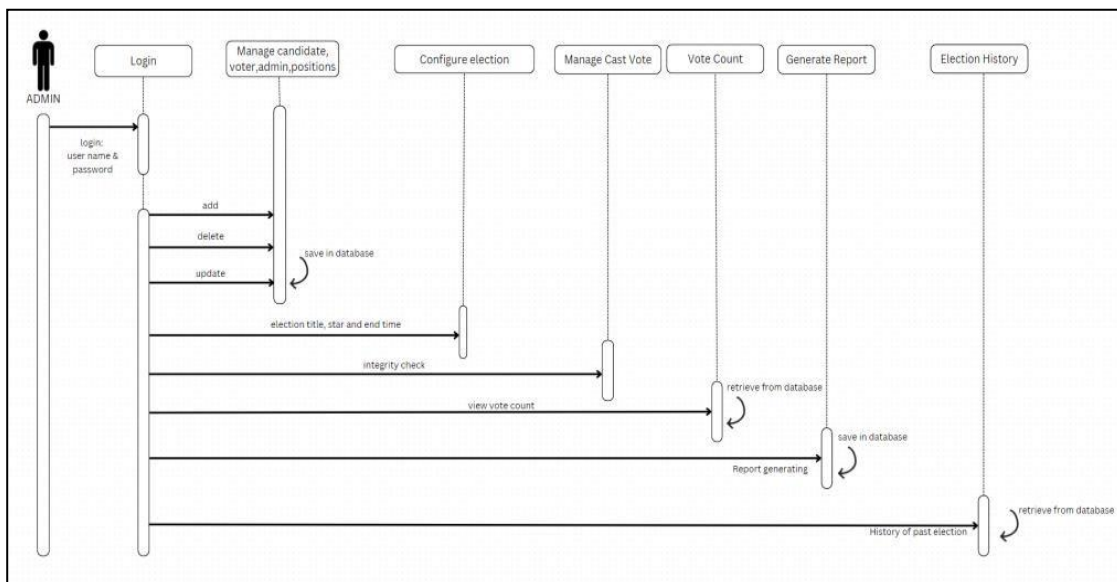 Login
Manage candidate,
voter,admin,positions
Configure election
Manage Cast Vote
Vote Count
Generate Report
Election History
ADMIN
login:
user name &
password
add
delete
save in database
update
election title, star and end time
integrity check
retrieve from database
view vote count
save in database
Report generating
retrieve from database
History of past election